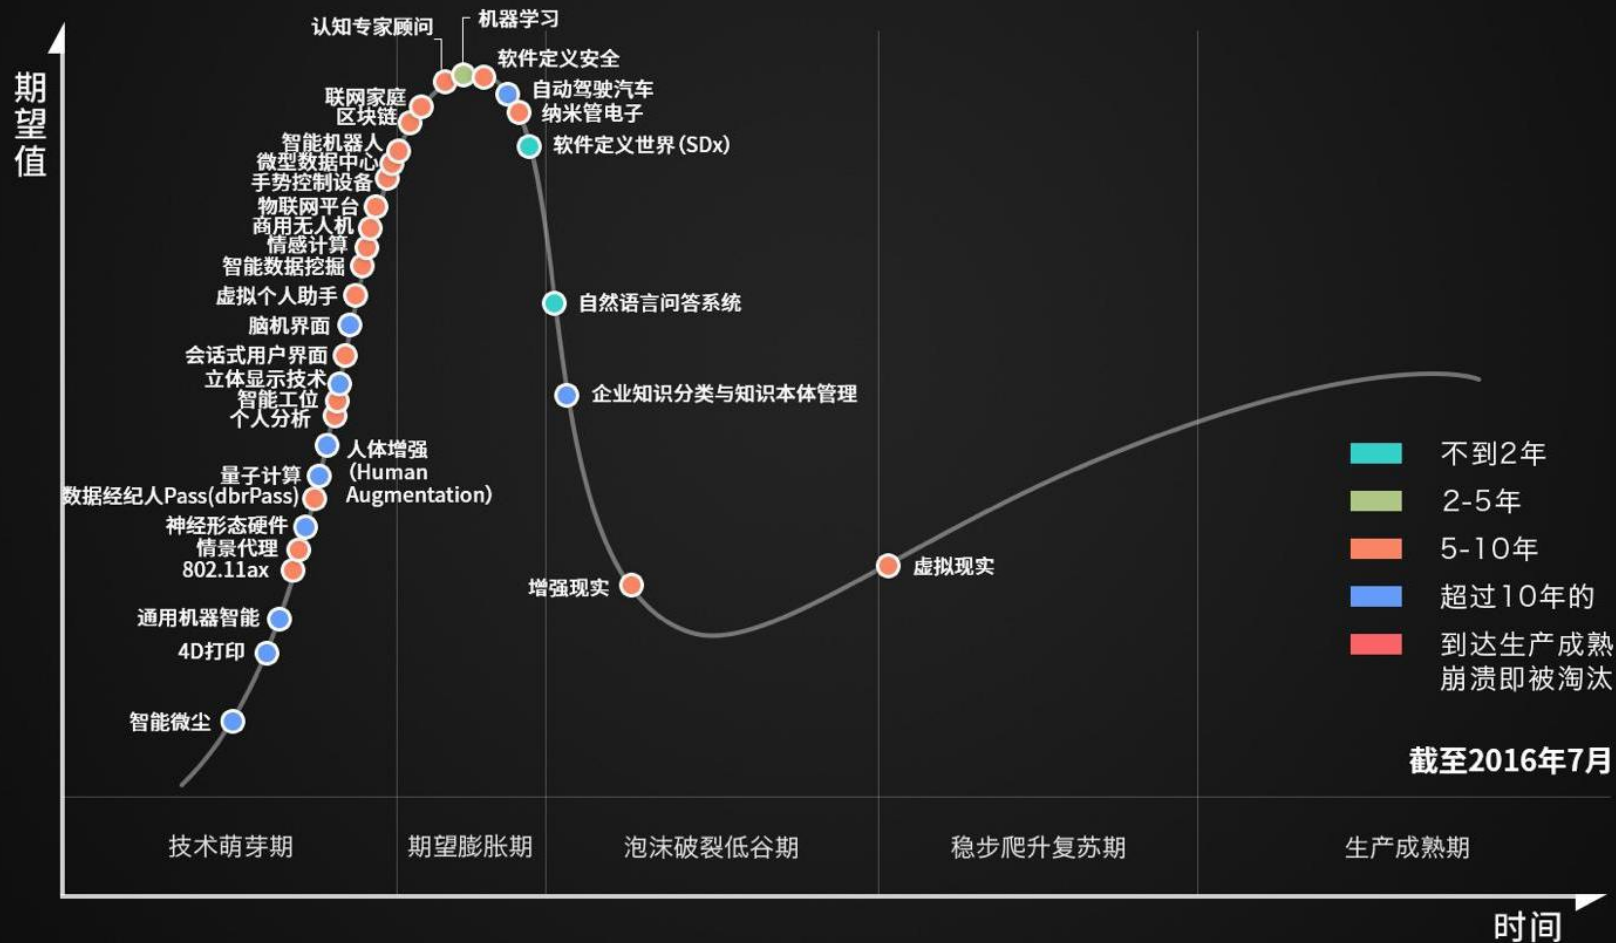 期望值
机器学习
认知专家顾问
软件定义安全
自动驾驶汽车
联网家庭
纳米管电子
区块链
智能机器人
软件定义世界(SDx)
微型数据中心
手势控制设备
物联网平台
商用无人机
情感计算
智能数据挖掘
虚拟个人助手
自然语言问答系统
脑机界面
会话式用户界面
立体显示技术
企业知识分类与知识本体管理
智能工位
个人分析
人体增强
(Human
Augmentation)
量子计算
数据经纪人Pass(dbrPass)
神经形态硬件
情景代理
802.11ax
增强现实
虚拟现实
通用机器智能
4D打印
智能微尘
不到2年
2-5年
5-10年
超过10年的
到达生产成熟
崩溃即被淘汰
截至2016年7月
技术萌芽期
期望膨胀期
泡沫破裂低谷期
稳步爬升复苏期
生产成熟期
时间